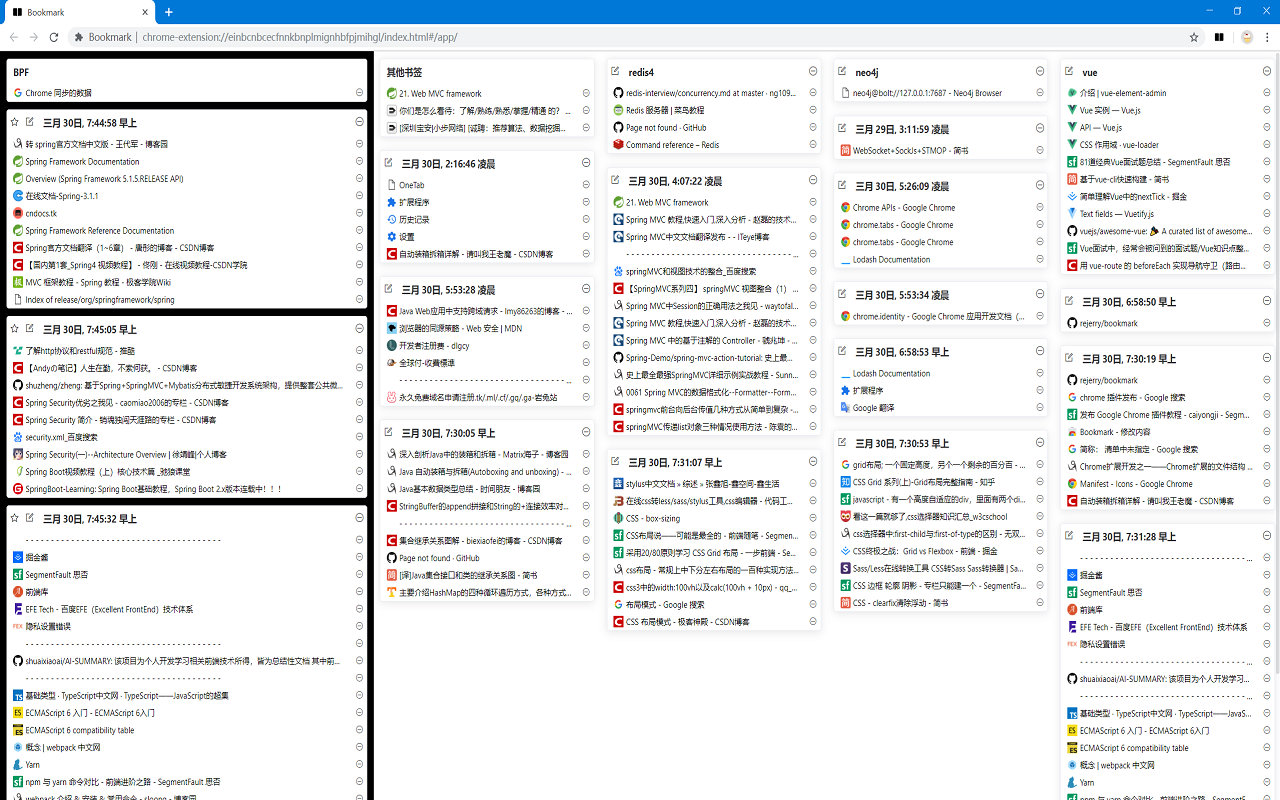 Bookmark
Bookmark | chrome-extension://einbcnbcecfnnkbnplmignhbfpjmihgl/index.html#/app/
BPF
Chrome 同步的数据
三月 30日, 7:44:58 早上
转 spring官方文档中文版 - 王代军 - 博客园
Spring Framework Documentation
Overview (Spring Framework 5.1.5.RELEASE API)
在线文档-Spring-3.1.1
cndocs.tk
Spring Framework Reference Documentation
Spring官方文档翻译（1~6章） - 唐彤的博客 - CSDN博客
【国内第1套_Spring4 视频教程】 - 佟刚 - 在线视频教程-CSDN学院
MVC 框架教程 - Spring 教程 - 极客学院Wiki
Index of release/org/springframework/spring
三月 30日, 7:45:05 早上
了解http协议和restful规范 - 推酷
【Andyの笔记】人生在勤，不索何获。 - CSDN博客
shuzheng/zheng: 基于Spring+SpringMVC+Mybatis分布式敏捷开发系统架构，提供整套公共微...
Spring Security优劣之我见 - caomiao2006的专栏 - CSDN博客
Spring Security 简介 - 销魂独闯天涯路的专栏 - CSDN博客
security.xml_百度搜索
Spring Security(一)--Architecture Overview | 徐靖峰|个人博客
Spring Boot视频教程（上）核心技术篇 _弛狼课堂
SpringBoot-Learning: Spring Boot基础教程，Spring Boot 2.x版本连载中！！！
三月 30日, 7:45:32 早上
- - - - - - - - - - - - - - - - - - - - - - - - - - - - - - - - - -
掘金酱
SegmentFault 思否
前端库
EFE Tech - 百度EFE（Excellent FrontEnd）技术体系
隐私设置错误
- - - - - - - - - - - - - - - - - - - - - - - - - - - - - - - - - -
shuaixiaoai/AI-SUMMARY: 该项目为个人开发学习相关前端技术所得，皆为总结性文档 其中前...
- - - - - - - - - - - - - - - - - - - - - - - - - - - - - - - - - -
基础类型 · TypeScript中文网 · TypeScript——JavaScript的超集
ECMAScript 6 入门 - ECMAScript 6入门
ECMAScript 6 compatibility table
概念 | webpack 中文网
Yarn
npm 与 yarn 命令对比 - 前端进阶之路 - SegmentFault 思否
webpack 介绍 & 安装 & 常用命令 - sloong - 博客园
其他书签
21. Web MVC framework
你们是怎么看待：了解/熟练/熟悉/掌握/精通 的？ ...
[深圳宝安|小步网络] [诚聘：推荐算法、数据挖掘...
三月 30日, 2:16:46 凌晨
OneTab
扩展程序
历史记录
设置
自动装箱拆箱详解 - 请叫我王老魔 - CSDN博客
三月 30日, 5:53:28 凌晨
Java Web应用中支持跨域请求 - lmy86263的博客 - ...
浏览器的同源策略 - Web 安全 | MDN
开发者注册赛 - dlgcy
全球付-收費標準
- - - - - - - - - - - - - - - - - - - - - - - - - - - - - - - - - - ...
永久免费域名申请注册.tk/.ml/.cf/.gq/.ga-岩兔站
三月 30日, 7:30:05 早上
深入剖析Java中的装箱和拆箱 - Matrix海子 - 博客园
Java 自动装箱与拆箱(Autoboxing and unboxing) - ...
Java基本数据类型总结 - 时间朋友 - 博客园
StringBuffer的append拼接和String的+连接效率对...
- - - - - - - - - - - - - - - - - - - - - - - - - - - - - - - - - - ...
集合继承关系图解 - biexiaofei的博客 - CSDN博客
Page not found · GitHub
[译]Java集合接口和类的继承关系图 - 简书
主要介绍HashMap的四种循环遍历方式，各种方式...
redis4
redis-interview/concurrency.md at master · ng109...
Redis 服务器 | 菜鸟教程
Page not found · GitHub
Command reference – Redis
三月 30日, 4:07:22 凌晨
21. Web MVC framework
Spring MVC 教程,快速入门,深入分析 - 赵磊的技术...
Spring MVC中文文档翻译发布 - - ITeye博客
- - - - - - - - - - - - - - - - - - - - - - - - - - - - - - - - - - ...
springMVC和视图技术的整合_百度搜索
【SpringMVC系列四】 springMVC 视图整合（1） ...
Spring MVC中Session的正确用法之我见 - waytofal...
Spring MVC 教程,快速入门,深入分析 - 赵磊的技术...
Spring MVC 中的基于注解的 Controller - 虢兆坤 - ...
Spring-Demo/spring-mvc-action-tutorial: 史上最...
史上最全最强SpringMVC详细示例实战教程 - Sunn...
0061 Spring MVC的数据格式化--Formatter--Form...
springmvc前台向后台传值几种方式从简单到复杂 - ...
springMVC传递list对象三种情况使用方法 - 陈袁的...
三月 30日, 7:31:07 早上
stylus中文文档 » 综述 » 张鑫旭-鑫空间-鑫生活
在线css转less/sass/stylus工具,css编辑器 - 代码工...
CSS - box-sizing
CSS布局说——可能是最全的 - 前端随笔 - Segmen...
采用20/80原则学习 CSS Grid 布局 - 一步前端 - Se...
css布局 - 常规上中下分左右布局的一百种实现方法...
css3中的width:100vh以及calc(100vh + 10px) - qq_...
布局模式 - Google 搜索
CSS 布局模式 - 极客神殿 - CSDN博客
neo4j
neo4j@bolt://127.0.0.1:7687 - Neo4j Browser
三月 29日, 3:11:59 凌晨
WebSocket+SockJs+STMOP - 简书
三月 30日, 5:26:09 凌晨
Chrome APIs - Google Chrome
chrome.tabs - Google Chrome
chrome.tabs - Google Chrome
Lodash Documentation
三月 30日, 5:53:34 凌晨
chrome.identity - Google Chrome 应用开发文档（...
三月 30日, 6:58:53 早上
Lodash Documentation
扩展程序
Google 翻译
三月 30日, 7:30:53 早上
grid布局: 一个固定高度，另个一个剩余的百分百 - ...
CSS Grid 系列(上)-Grid布局完整指南 - 知乎
javascript - 有一个高度自适应的div，里面有两个di...
看这一篇就够了,css选择器知识汇总_w3cschool
css选择器中:first-child与:first-of-type的区别 - 无双...
CSS终极之战：Grid vs Flexbox - 前端 - 掘金
Sass/Less在线转换工具 CSS转Sass Sass转换器 | Sa...
CSS 边框 轮廓 阴影 - 专栏只能建一个 - SegmentFa...
CSS - clearfix清除浮动 - 简书
vue
介绍 | vue-element-admin
Vue 实例 — Vue.js
API — Vue.js
CSS 作用域 · vue-loader
81道经典Vue面试题总结 - SegmentFault 思否
基于vue-cli快速构建 - 简书
简单理解Vue中的nextTick - 掘金
Text fields — Vuetify.js
vuejs/awesome-vue: 🎉 A curated list of awesome...
Vue面试中，经常会被问到的面试题/Vue知识点整...
用 vue-route 的 beforeEach 实现导航守卫（路由...
三月 30日, 6:58:50 早上
rejerry/bookmark
三月 30日, 7:30:19 早上
rejerry/bookmark
chrome 插件发布 - Google 搜索
发布 Google Chrome 插件教程 - caiyongji - Segm...
Bookmark - 修改内容
简称： 清单中未指定 - Google 搜索
Chrome扩展开发之一——Chrome扩展的文件结构 ...
Manifest - Icons - Google Chrome
自动装箱拆箱详解 - 请叫我王老魔 - CSDN博客
三月 30日, 7:31:28 早上
- - - - - - - - - - - - - - - - - - - - - - - - - - - - - - - - - - ...
掘金酱
SegmentFault 思否
前端库
EFE Tech - 百度EFE（Excellent FrontEnd）技术体系
隐私设置错误
- - - - - - - - - - - - - - - - - - - - - - - - - - - - - - - - - - ...
shuaixiaoai/AI-SUMMARY: 该项目为个人开发学习...
- - - - - - - - - - - - - - - - - - - - - - - - - - - - - - - - - - ...
基础类型 · TypeScript中文网 · TypeScript——JavaS...
ECMAScript 6 入门 - ECMAScript 6入门
ECMAScript 6 compatibility table
概念 | webpack 中文网
Yarn
npm 与 yarn 命令对比 - 前端进阶之路 - Segment...